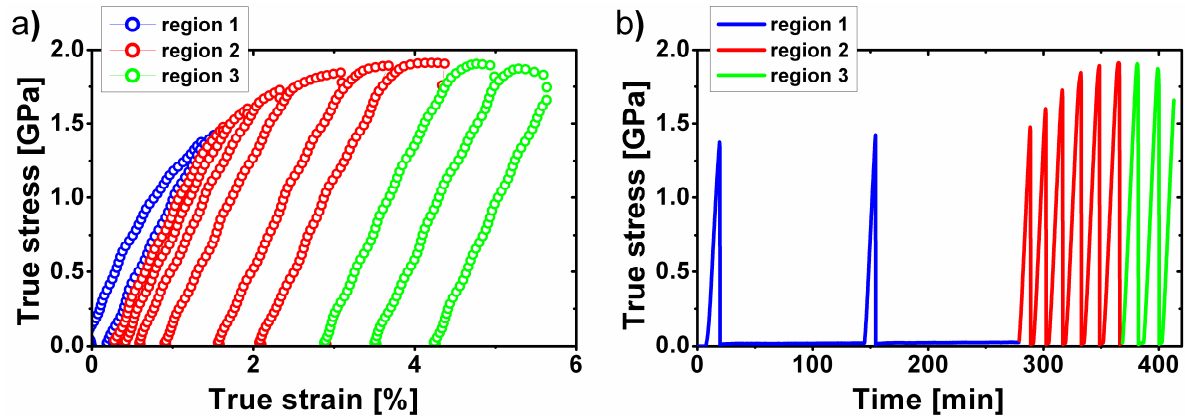 a)
region 1
region 2
region 3
True stress [GPa]
2.0
1.5
1.0
0.5
0.0
0
2
4
6
True strain [%]
b)
region 1
region 2
region 3
True stress [GPa]
2.0
1.5
1.0
0.5
0.0
0
100
200
300
400
Time [min]